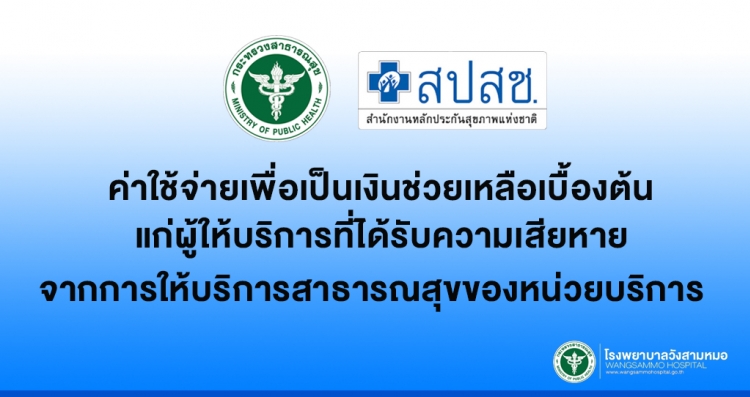 กระทรวงสาธารณสุข
MINISTRY OF PUBLIC HEALTH
สปสช.
สำนักงานหลักประกันสุขภาพแห่งชาติ
ค่าใช้จ่ายเพื่อเป็นเงินช่วยเหลือเบื้องต้น
แก่ผู้ให้บริการที่ได้รับความเสียหาย
จากการให้บริการสาธารณสุขของหน่วยบริการ
โรงพยาบาลวังสามหมอ
WANGSAMMO HOSPITAL
www.wangsammohospital.go.th